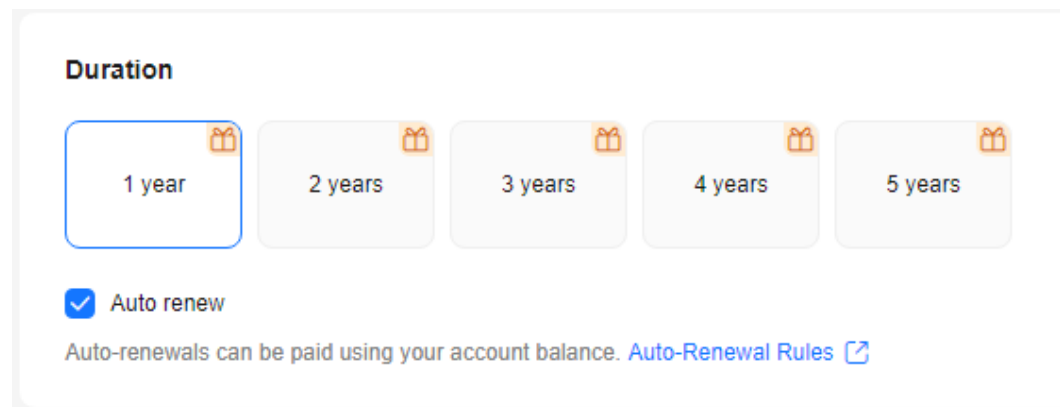 Duration
1 year
2 years
3 years
4 years
5 years
Auto renew
Auto-renewals can be paid using your account balance. Auto-Renewal Rules